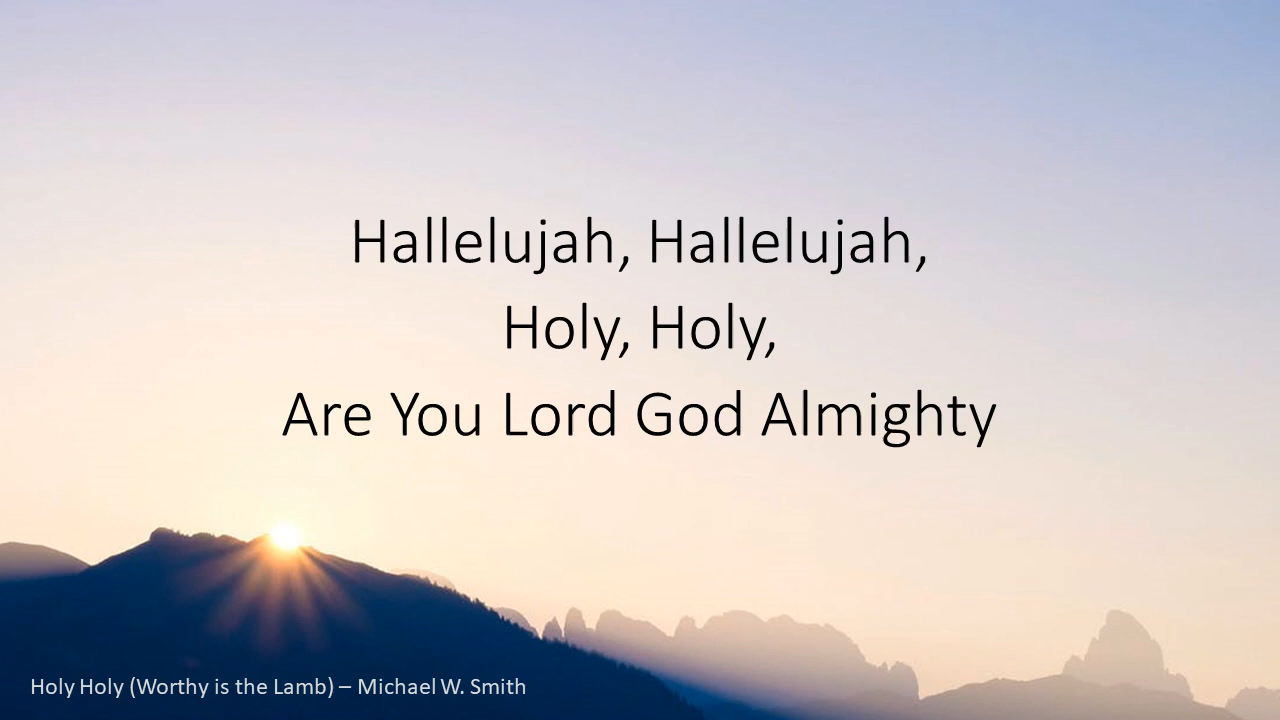 Hallelujah, Hallelujah,
Holy, Holy,
Are You Lord God Almighty
Holy Holy (Worthy is the Lamb) – Michael W. Smith